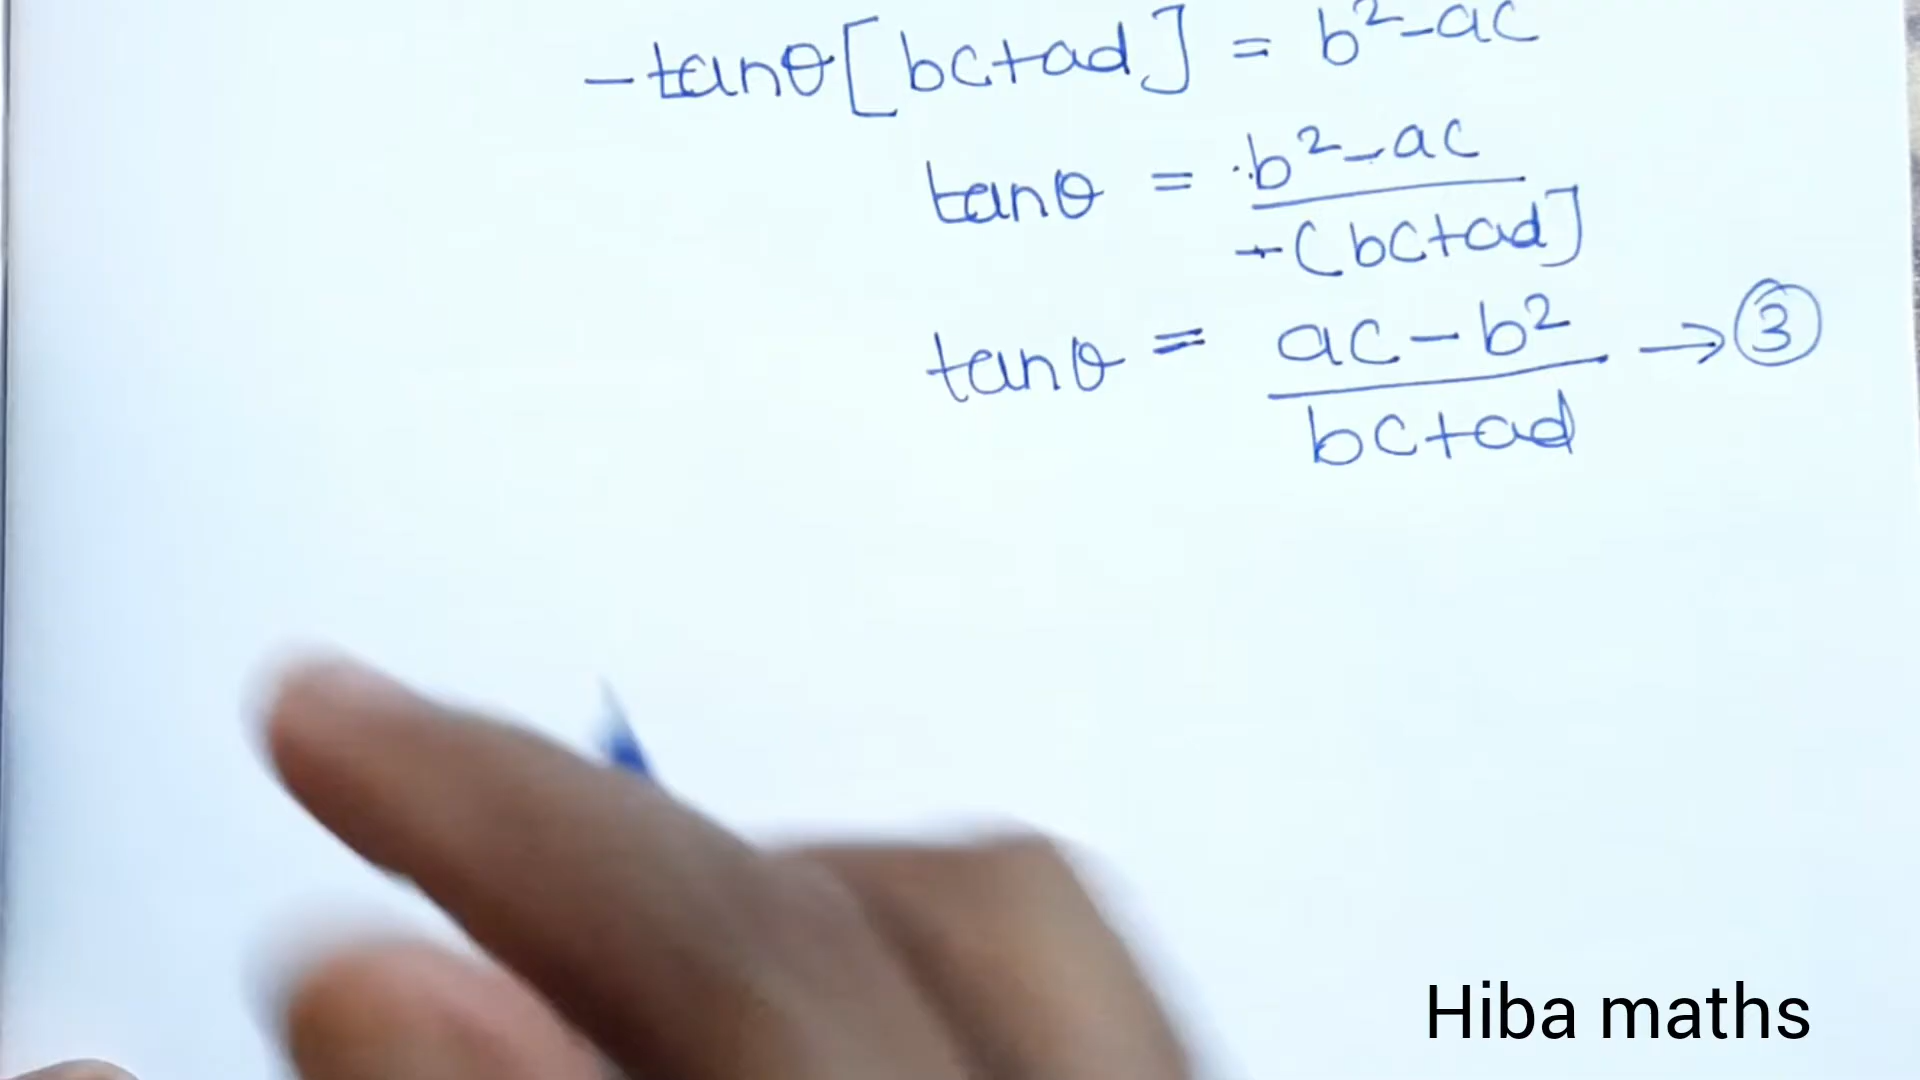 -tanθ[bc+ad] = b²-ac
tanθ = b²-ac / -(bc+ad]
tanθ = ac-b² / bc+ad → ③
Hiba maths